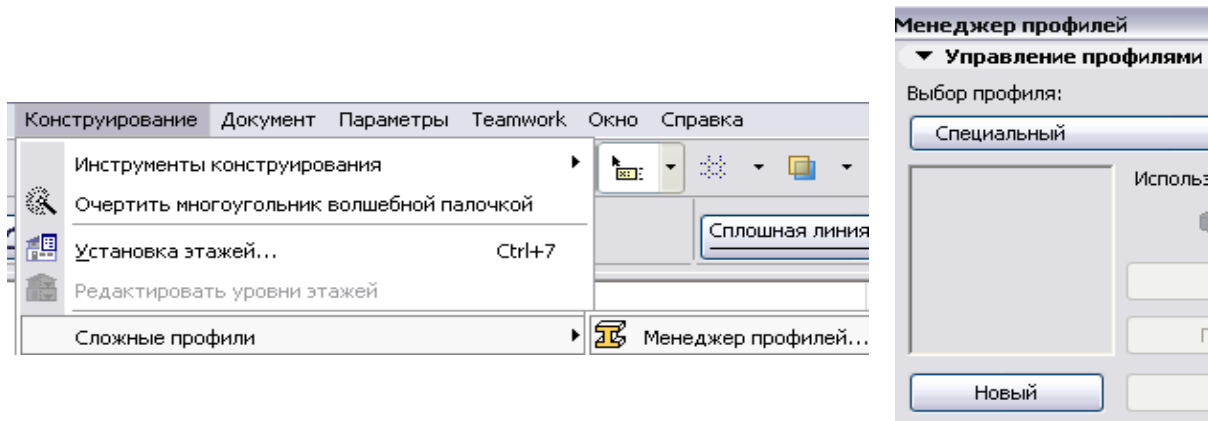 Конструирование Документ Параметры Teamwork Окно Справка
Инструменты конструирования
Очертить многоугольник волшебной палочкой
Сплошная линия
Установка этажей... Ctrl+7
Редактировать уровни этажей
Сложные профили
Менеджер профилей...
Менеджер профилей
Управление профилями
Выбор профиля:
Специальный
Новый